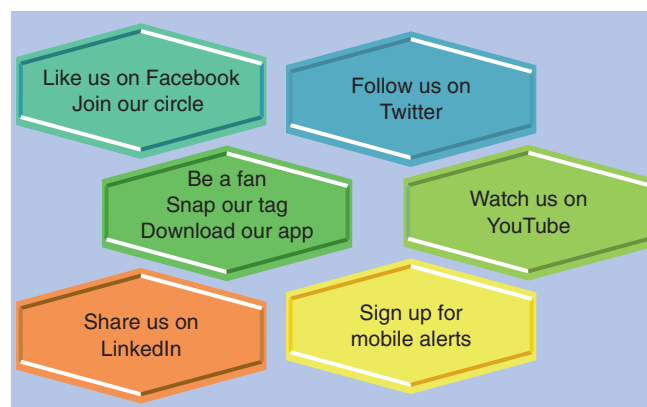 Like us on Facebook
Join our circle
Follow us on
Twitter
Be a fan
Snap our tag
Download our app
Watch us on
YouTube
Share us on
LinkedIn
Sign up for
mobile alerts